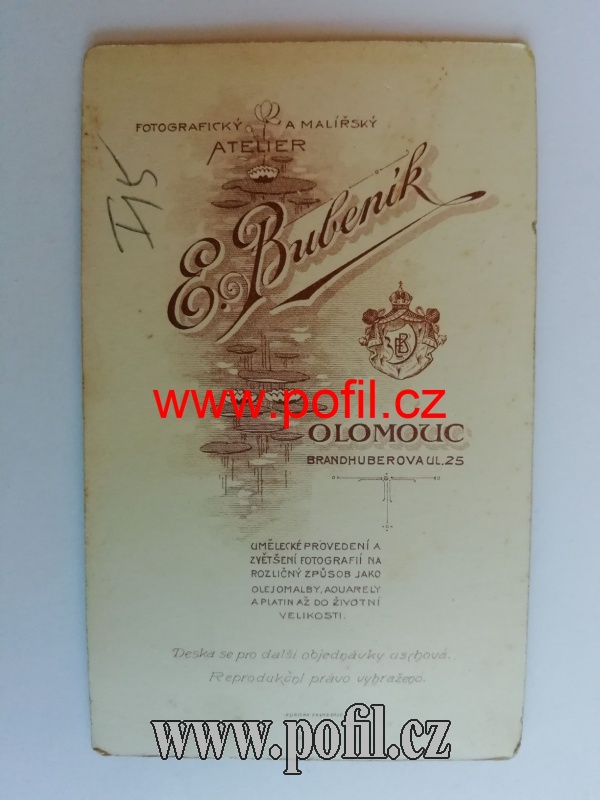 FOTOGRAFICKÝ A MALÍŘSKÝ
ATELIER
E. Bubeník
EB
OLOMOUC
BRANDHUBEROVA UL. 25
UMĚLECKÉ PROVEDENÍ A
ZVĚTŠENÍ FOTOGRAFIÍ NA
ROZLIČNÝ ZPŮSOB JAKO
OLEJOMALBY, AQUARELY
A PLATIN AŽ DO ŽIVOTNÍ
VELIKOSTI.
Deska se pro další objednávky uschová.
Reprodukční právo vyhraženo.
www.pofil.cz
www.pofil.cz